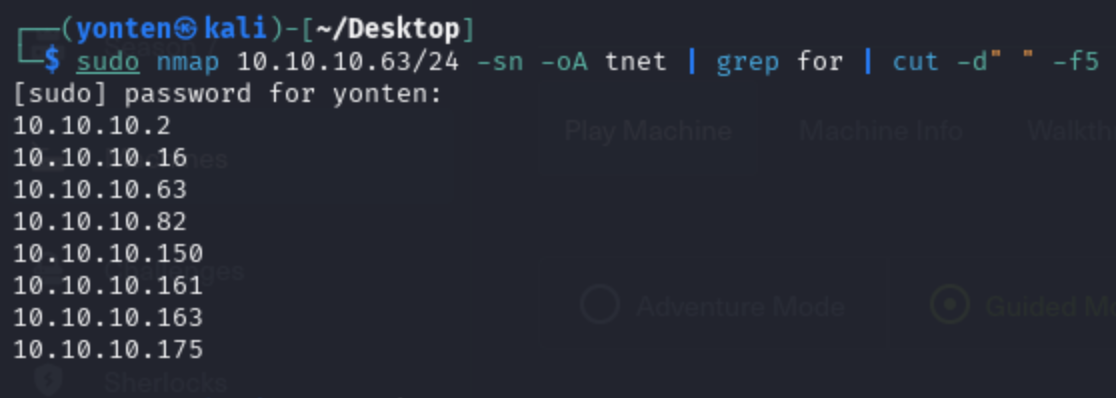 ┌──(yonten㉿kali)-[~/Desktop]
└─$ sudo nmap 10.10.10.63/24 -sn -oA tnet | grep for | cut -d" " -f5
[sudo] password for yonten:
10.10.10.2
Play Machine Machine Info
10.10.10.16
10.10.10.63
10.10.10.82
10.10.10.150
10.10.10.161
10.10.10.163
Adventure Mode Guided
10.10.10.175
Sherlocks